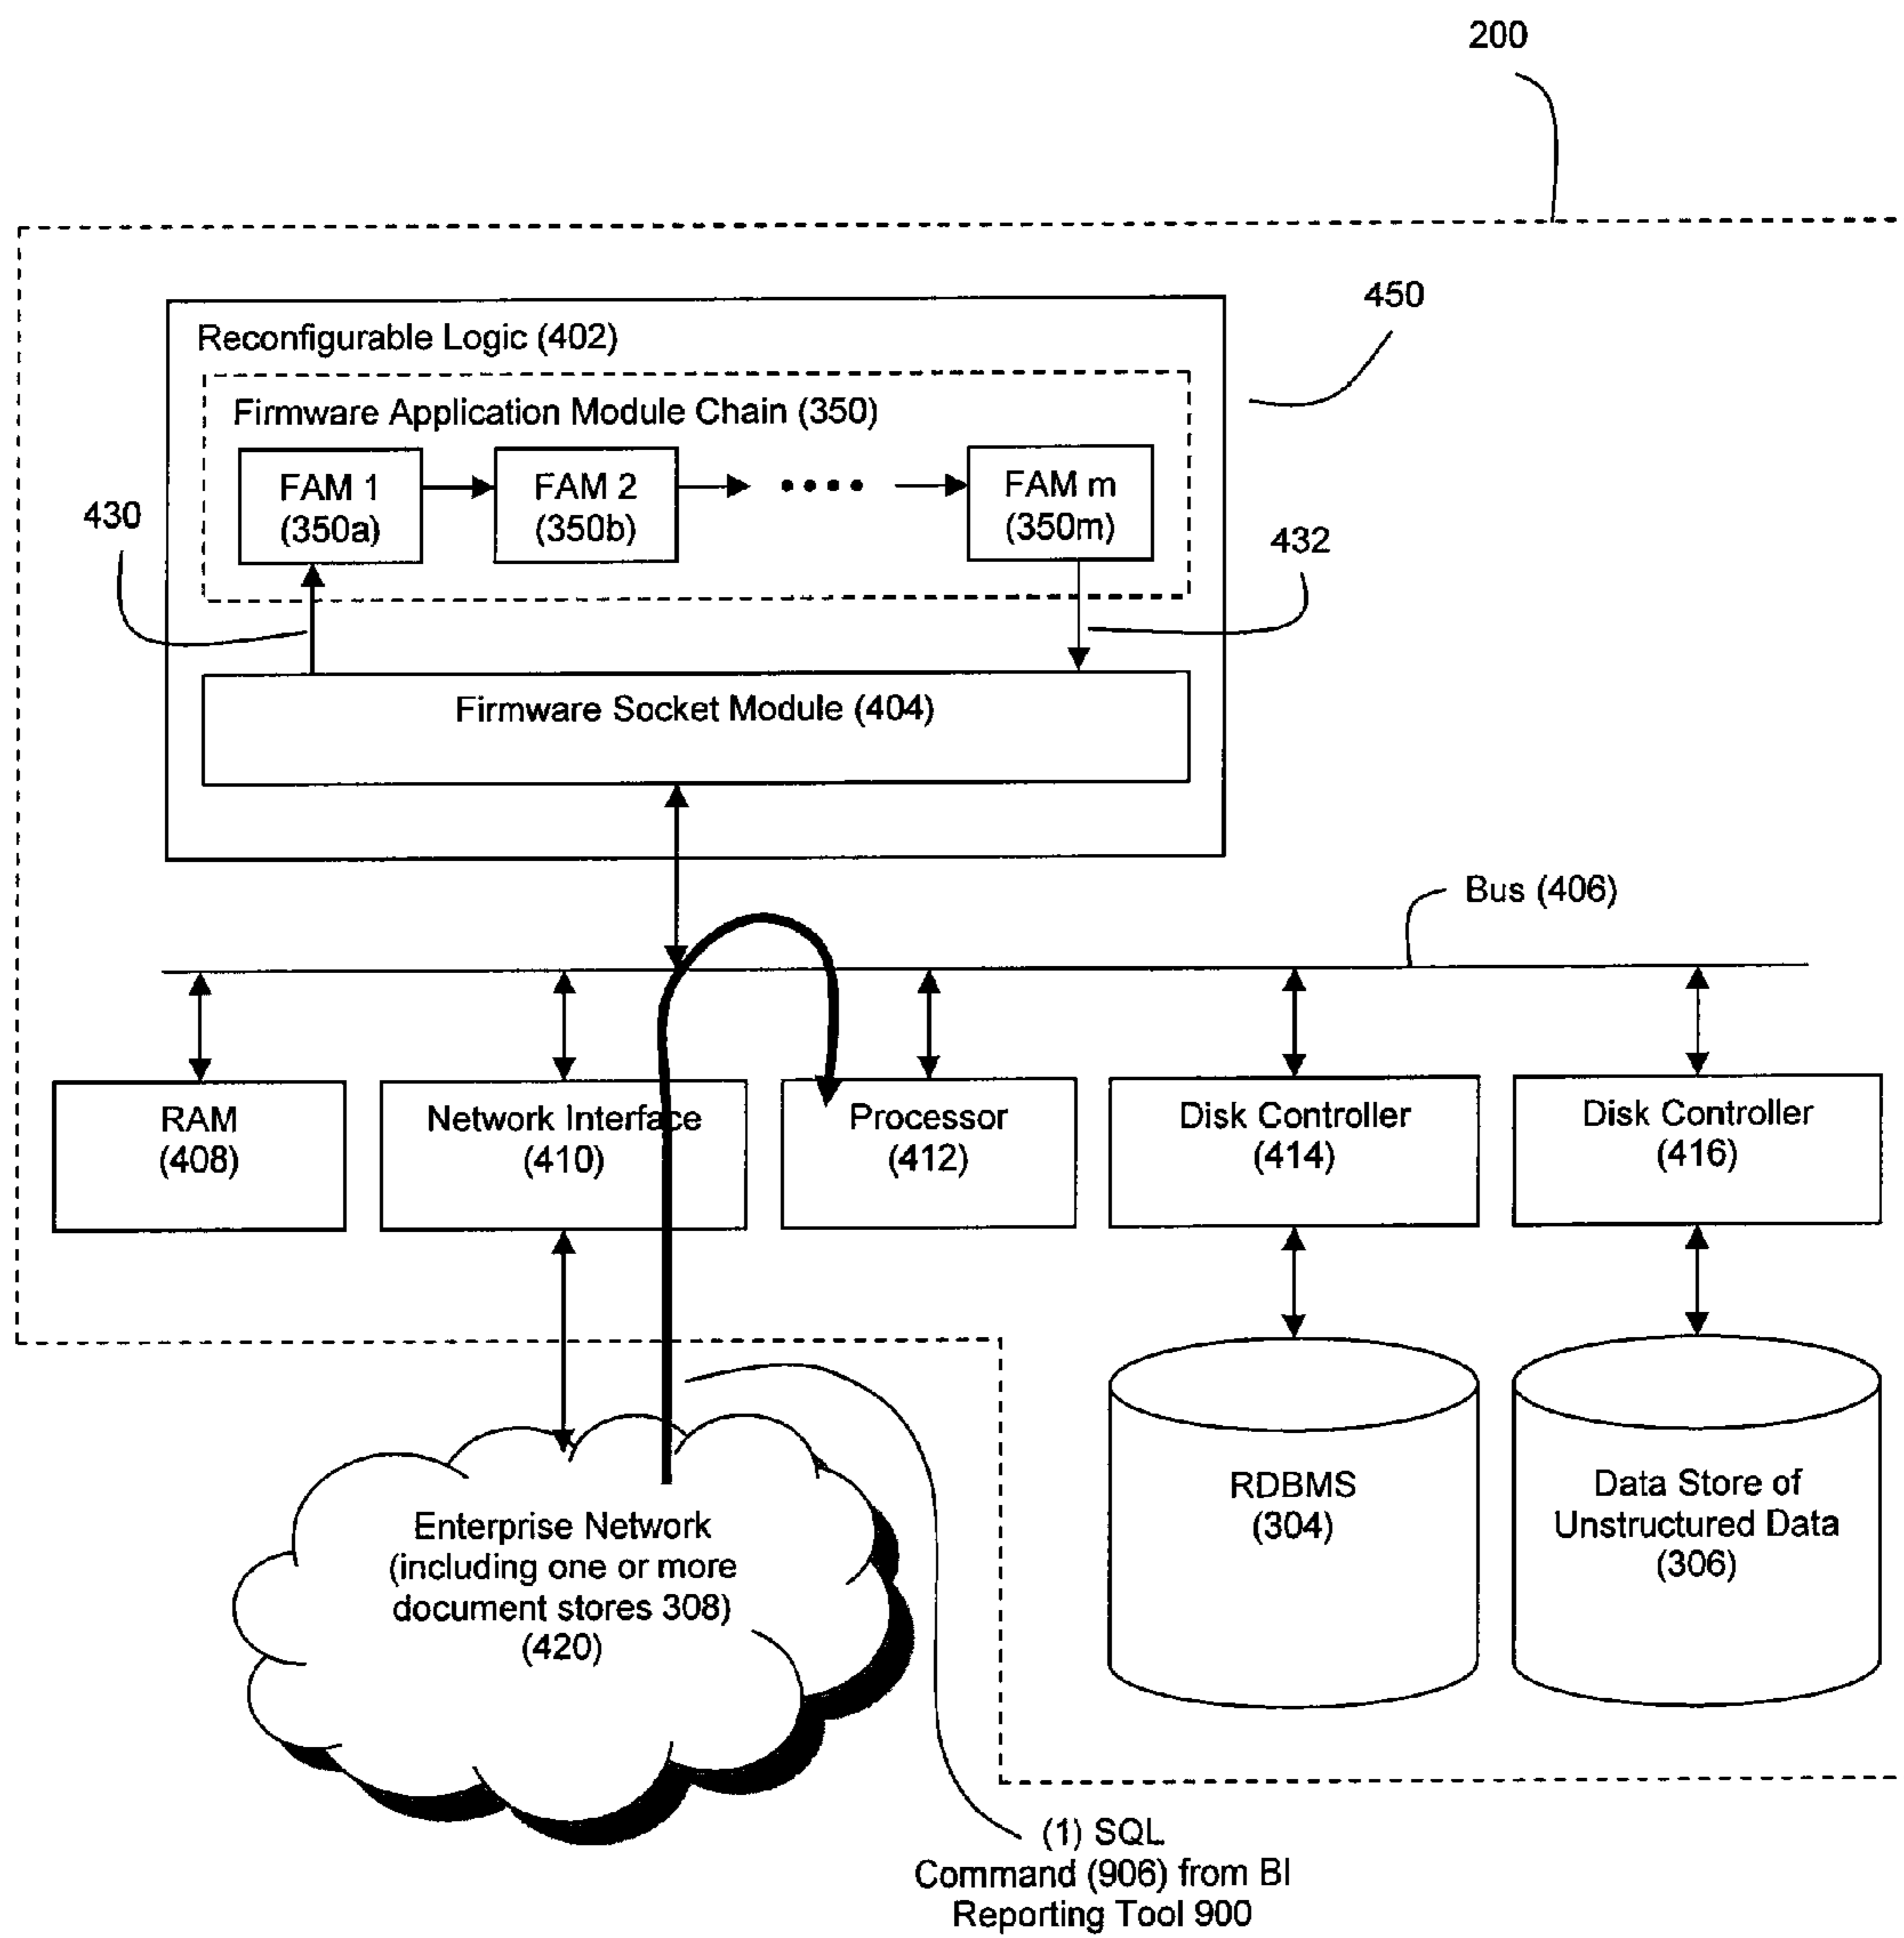 200
450
Reconfigurable Logic (402)
Firmware Application Module Chain (350)
FAM 1
(350a)
FAM 2
(350b)
FAM m
(350m)
430
432
Firmware Socket Module (404)
Bus (406)
RAM
(408)
Network Interface
(410)
Processor
(412)
Disk Controller
(414)
Disk Controller
(416)
RDBMS
(304)
Data Store of
Unstructured Data
(306)
Enterprise Network
(including one or more
document stores 308)
(420)
(1) SQL
Command (906) from BI
Reporting Tool 900